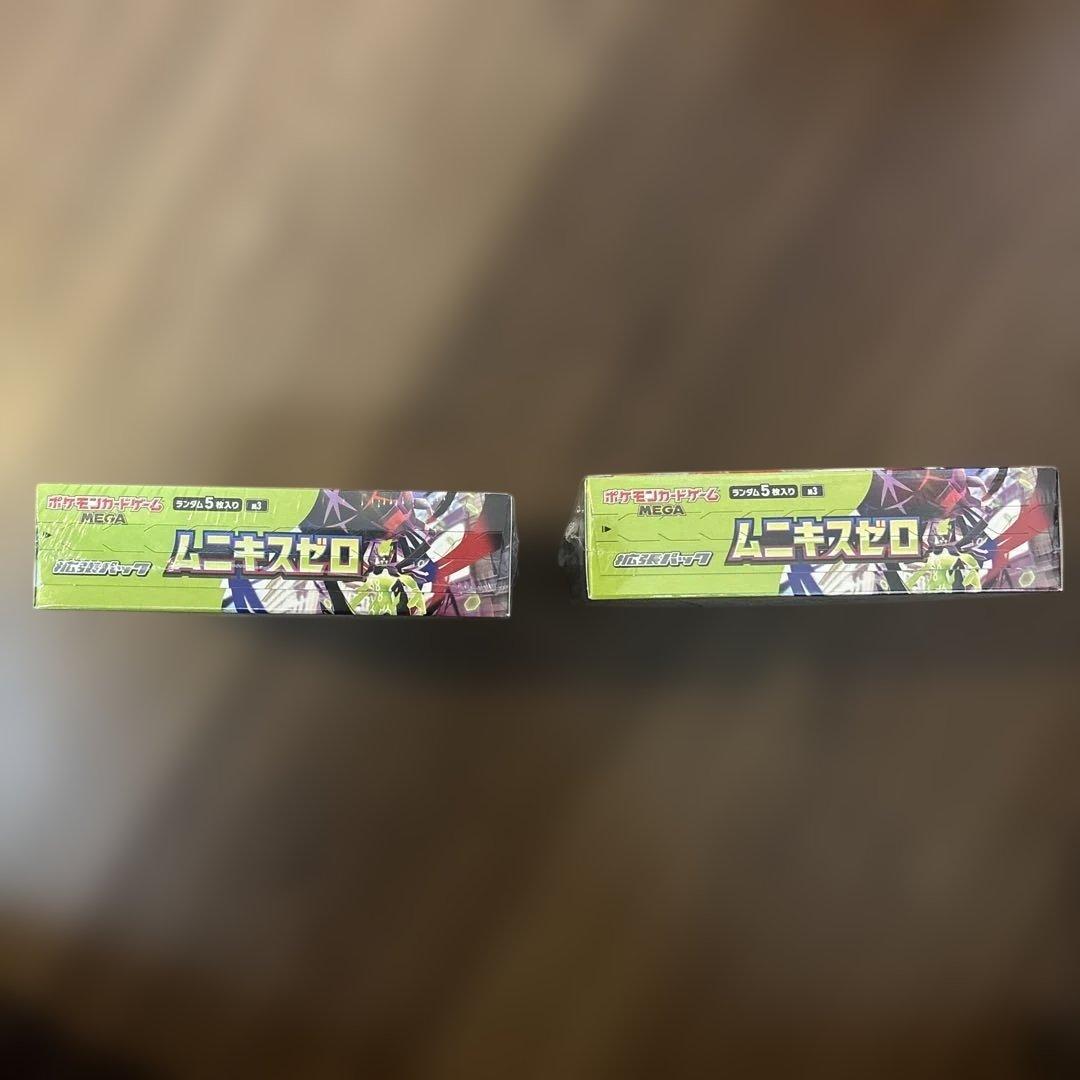 ポケモンカードゲーム
MEGA
ランダム5枚入り
m3
拡張パック
ムニキスゼロ
ポケモンカードゲーム
MEGA
ランダム5枚入り
m3
拡張パック
ムニキスゼロ